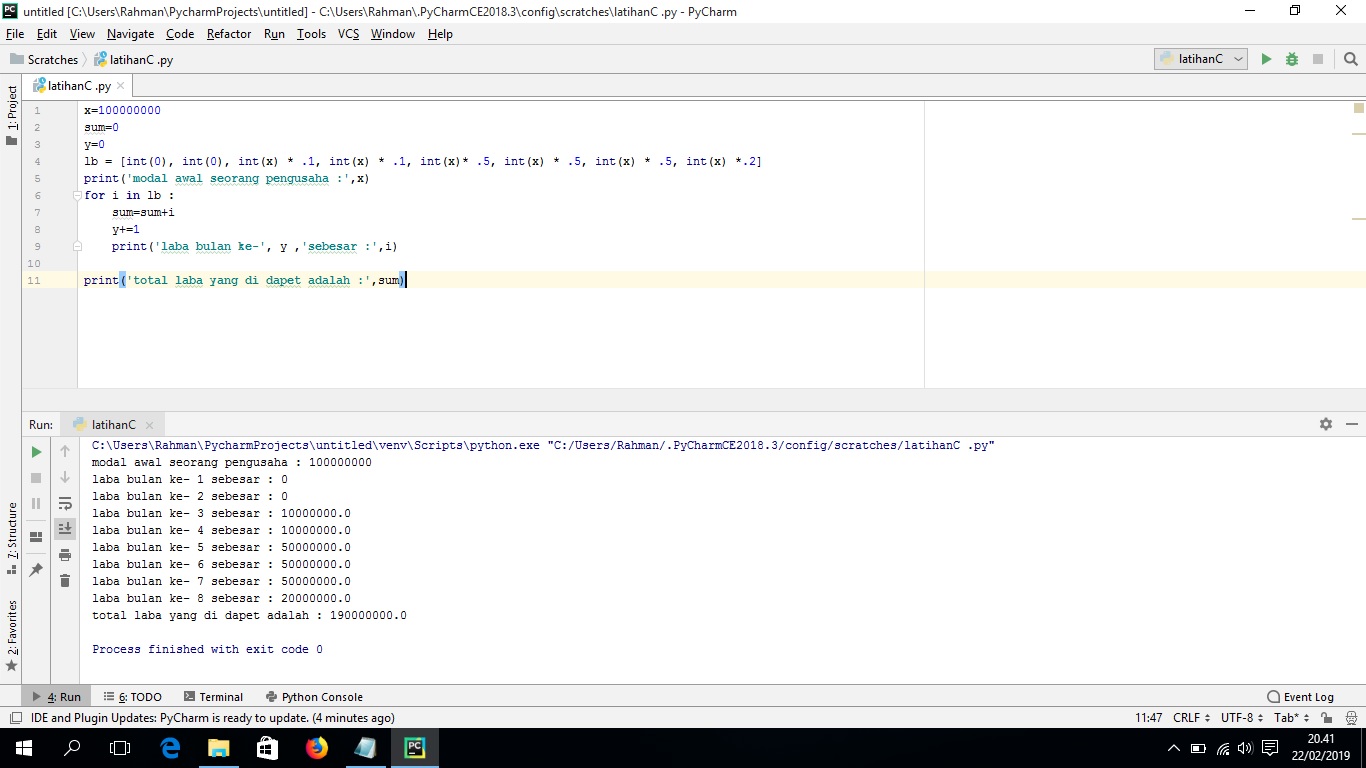 untitled [C:\Users\Rahman\PycharmProjects\untitled] - C:\Users\Rahman\.PyCharmCE2018.3\config\scratches\latihanC .py - PyCharm
File Edit View Navigate Code Refactor Run Tools VCS Window Help
Scratches latihanC .py latihanC
latihanC .py
1: Project
1 x=100000000
2 sum=0
3 y=0
4 lb = [int(0), int(0), int(x) * .1, int(x) * .1, int(x)* .5, int(x) * .5, int(x) * .5, int(x) *.2]
5 print('modal awal seorang pengusaha :',x)
6 for i in lb :
7 sum=sum+i
8 y+=1
9 print('laba bulan ke-', y ,'sebesar :',i)
10
11 print('total laba yang di dapet adalah :',sum)
Run: latihanC
C:\Users\Rahman\PycharmProjects\untitled\venv\Scripts\python.exe "C:/Users/Rahman/.PyCharmCE2018.3/config/scratches/latihanC .py"
modal awal seorang pengusaha : 100000000
laba bulan ke- 1 sebesar : 0
laba bulan ke- 2 sebesar : 0
laba bulan ke- 3 sebesar : 10000000.0
laba bulan ke- 4 sebesar : 10000000.0
laba bulan ke- 5 sebesar : 50000000.0
laba bulan ke- 6 sebesar : 50000000.0
laba bulan ke- 7 sebesar : 50000000.0
laba bulan ke- 8 sebesar : 20000000.0
total laba yang di dapet adalah : 190000000.0
Process finished with exit code 0
7: Structure
2: Favorites
4: Run 6: TODO Terminal Python Console Event Log
IDE and Plugin Updates: PyCharm is ready to update. (4 minutes ago) 11:47 CRLF UTF-8 Tab*
20.41
22/02/2019